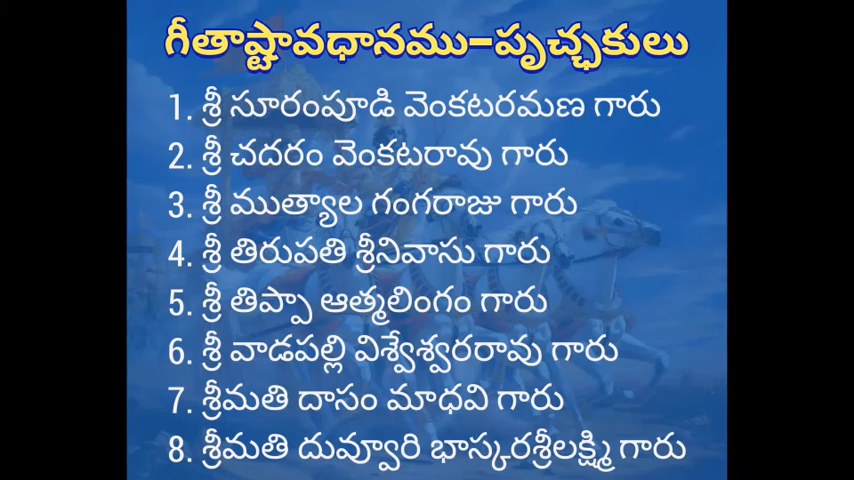 గీతాష్టావధానము-పృచ్ఛకులు
1. శ్రీ సూరంపూడి వెంకటరమణ గారు
2. శ్రీ చదరం వెంకటరావు గారు
3. శ్రీ ముత్యాల గంగరాజు గారు
4. శ్రీ తిరుపతి శ్రీనివాసు గారు
5. శ్రీ తిప్పా ఆత్మలింగం గారు
6. శ్రీ వాడపల్లి విశ్వేశ్వరరావు గారు
7. శ్రీమతి దాసం మాధవి గారు
8. శ్రీమతి దువ్వూరి భాస్కరశ్రీలక్ష్మి గారు